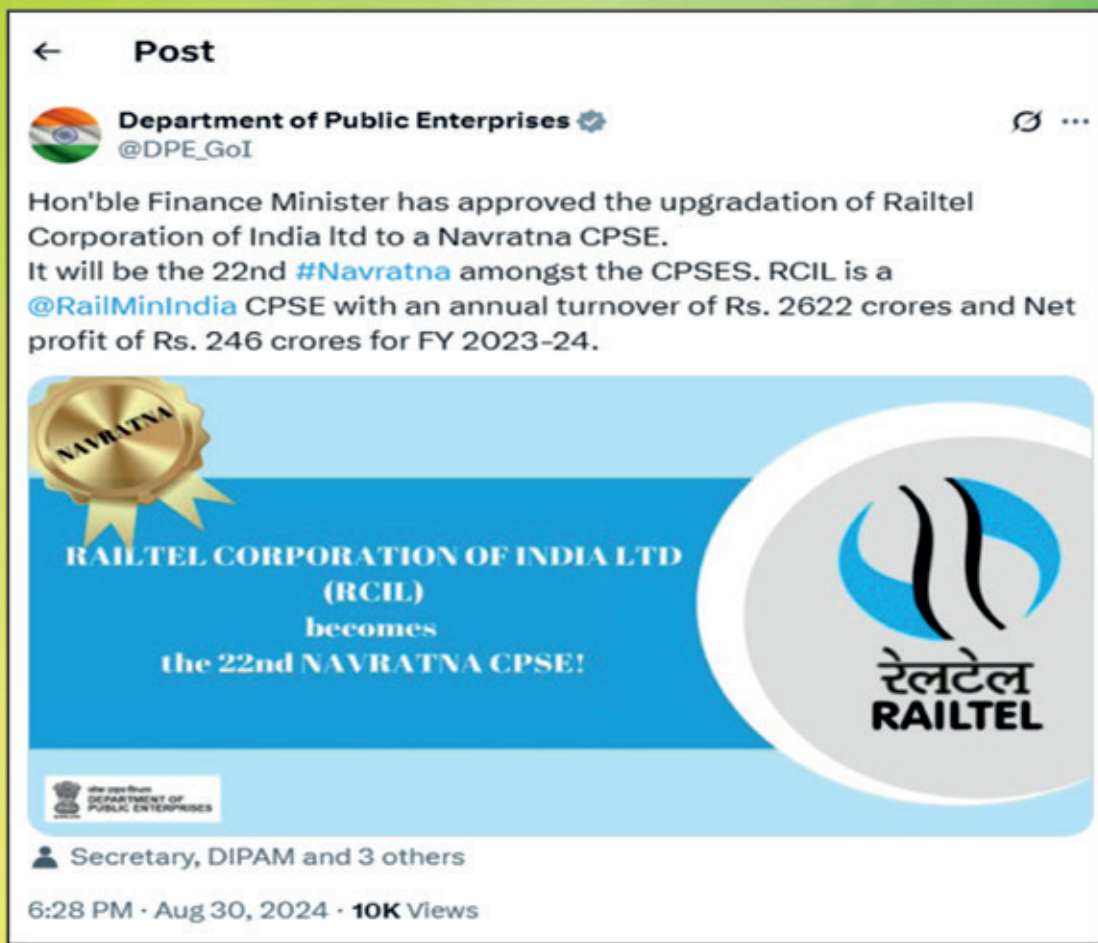 Post
Department of Public Enterprises
@DPE_GoI
Hon'ble Finance Minister has approved the upgradation of Railtel
Corporation of India ltd to a Navratna CPSE.
It will be the 22nd #Navratna amongst the CPSES. RCIL is a
@RailMinIndia CPSE with an annual turnover of Rs. 2622 crores and Net
profit of Rs. 246 crores for FY 2023-24.
NAVRATNA
RAILTEL CORPORATION OF INDIA LTD
(RCIL)
becomes
the 22nd NAVRATNA CPSE!
रेलटेल
RAILTEL
लोक उद्यम विभाग
DEPARTMENT OF
PUBLIC ENTERPRISES
Secretary, DIPAM and 3 others
6:28 PM · Aug 30, 2024 · 10K Views